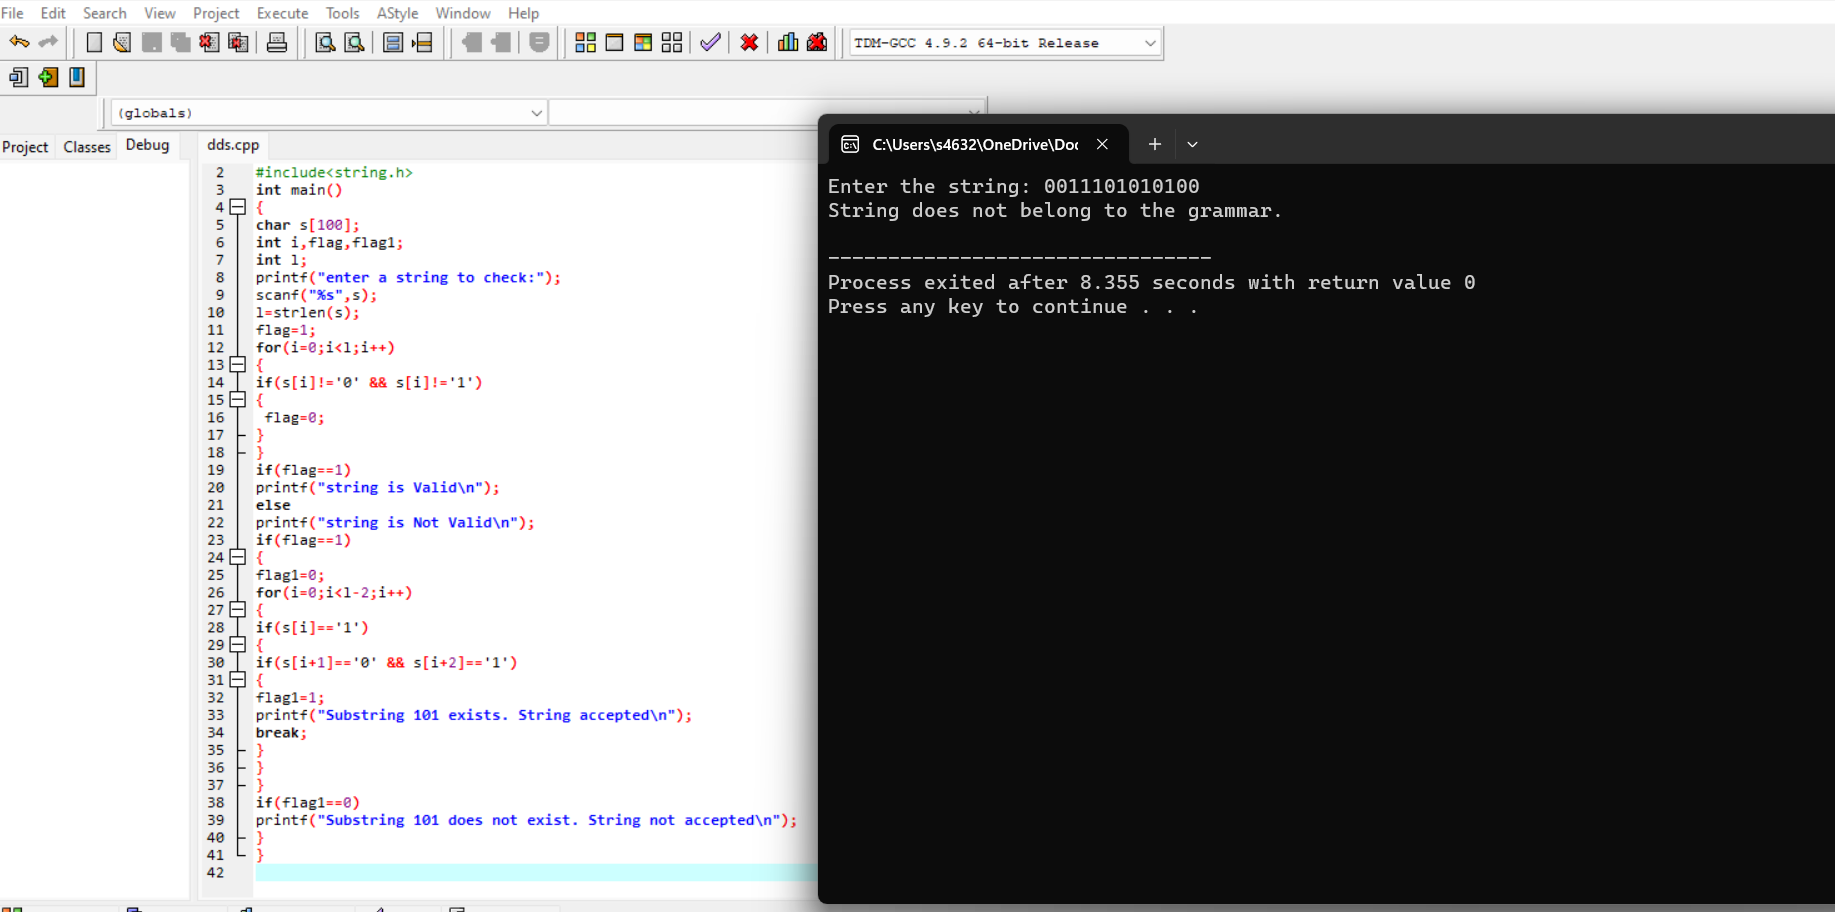 File Edit Search View Project Execute Tools AStyle Window Help
TDM-GCC 4.9.2 64-bit Release
(globals)
Project Classes Debug
dds.cpp
2 #include<string.h>
3 int main()
4 {
5 char s[100];
6 int i,flag,flag1;
7 int l;
8 printf("enter a string to check:");
9 scanf("%s",s);
10 l=strlen(s);
11 flag=1;
12 for(i=0;i<l;i++)
13 {
14 if(s[i]!='0' && s[i]!='1')
15 {
16 flag=0;
17 }
18 }
19 if(flag==1)
20 printf("string is Valid\n");
21 else
22 printf("string is Not Valid\n");
23 if(flag==1)
24 {
25 flag1=0;
26 for(i=0;i<l-2;i++)
27 {
28 if(s[i]=='1')
29 {
30 if(s[i+1]=='0' && s[i+2]=='1')
31 {
32 flag1=1;
33 printf("Substring 101 exists. String accepted\n");
34 break;
35 }
36 }
37 }
38 if(flag1==0)
39 printf("Substring 101 does not exist. String not accepted\n");
40 }
41 }
42
C:\Users\s4632\OneDrive\Doc
Enter the string: 0011101010100
String does not belong to the grammar.
--------------------------------
Process exited after 8.355 seconds with return value 0
Press any key to continue . . .